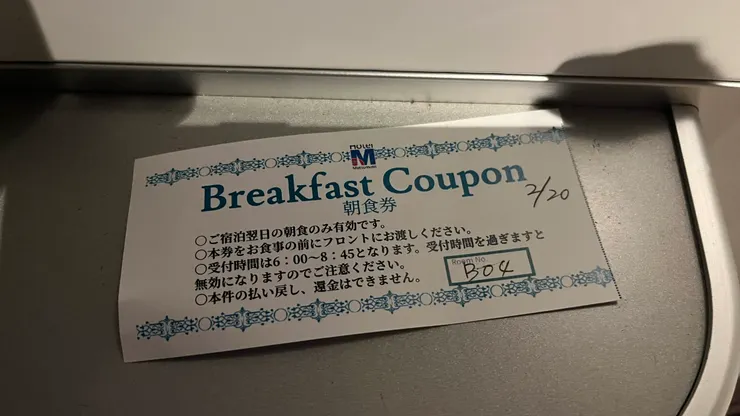 Hotel
M
Breakfast Coupon
朝食券
2/20
○ご宿泊翌日の朝食のみ有効です。
○本券をお食事の前にフロントにお渡しください。
○受付時間は6：00～8：45となります。受付時間を過ぎますと
無効になりますのでご注意ください。
○本件の払い戻し、還金はできません。
Room No
B04